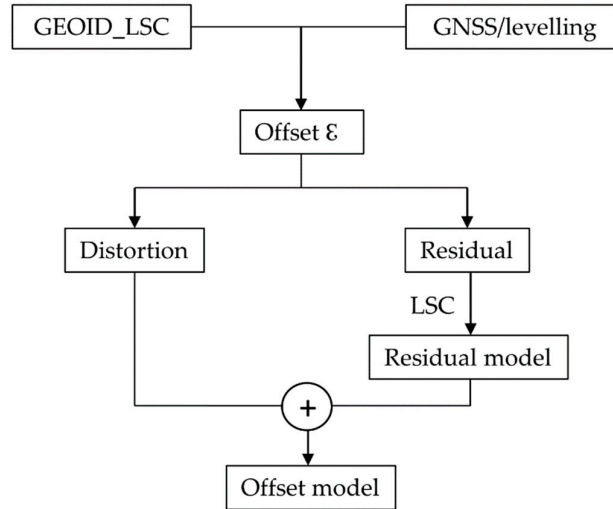 GEOID_LSC
GNSS/levelling
Offset Ɛ
Distortion
Residual
LSC
Residual model
+
Offset model